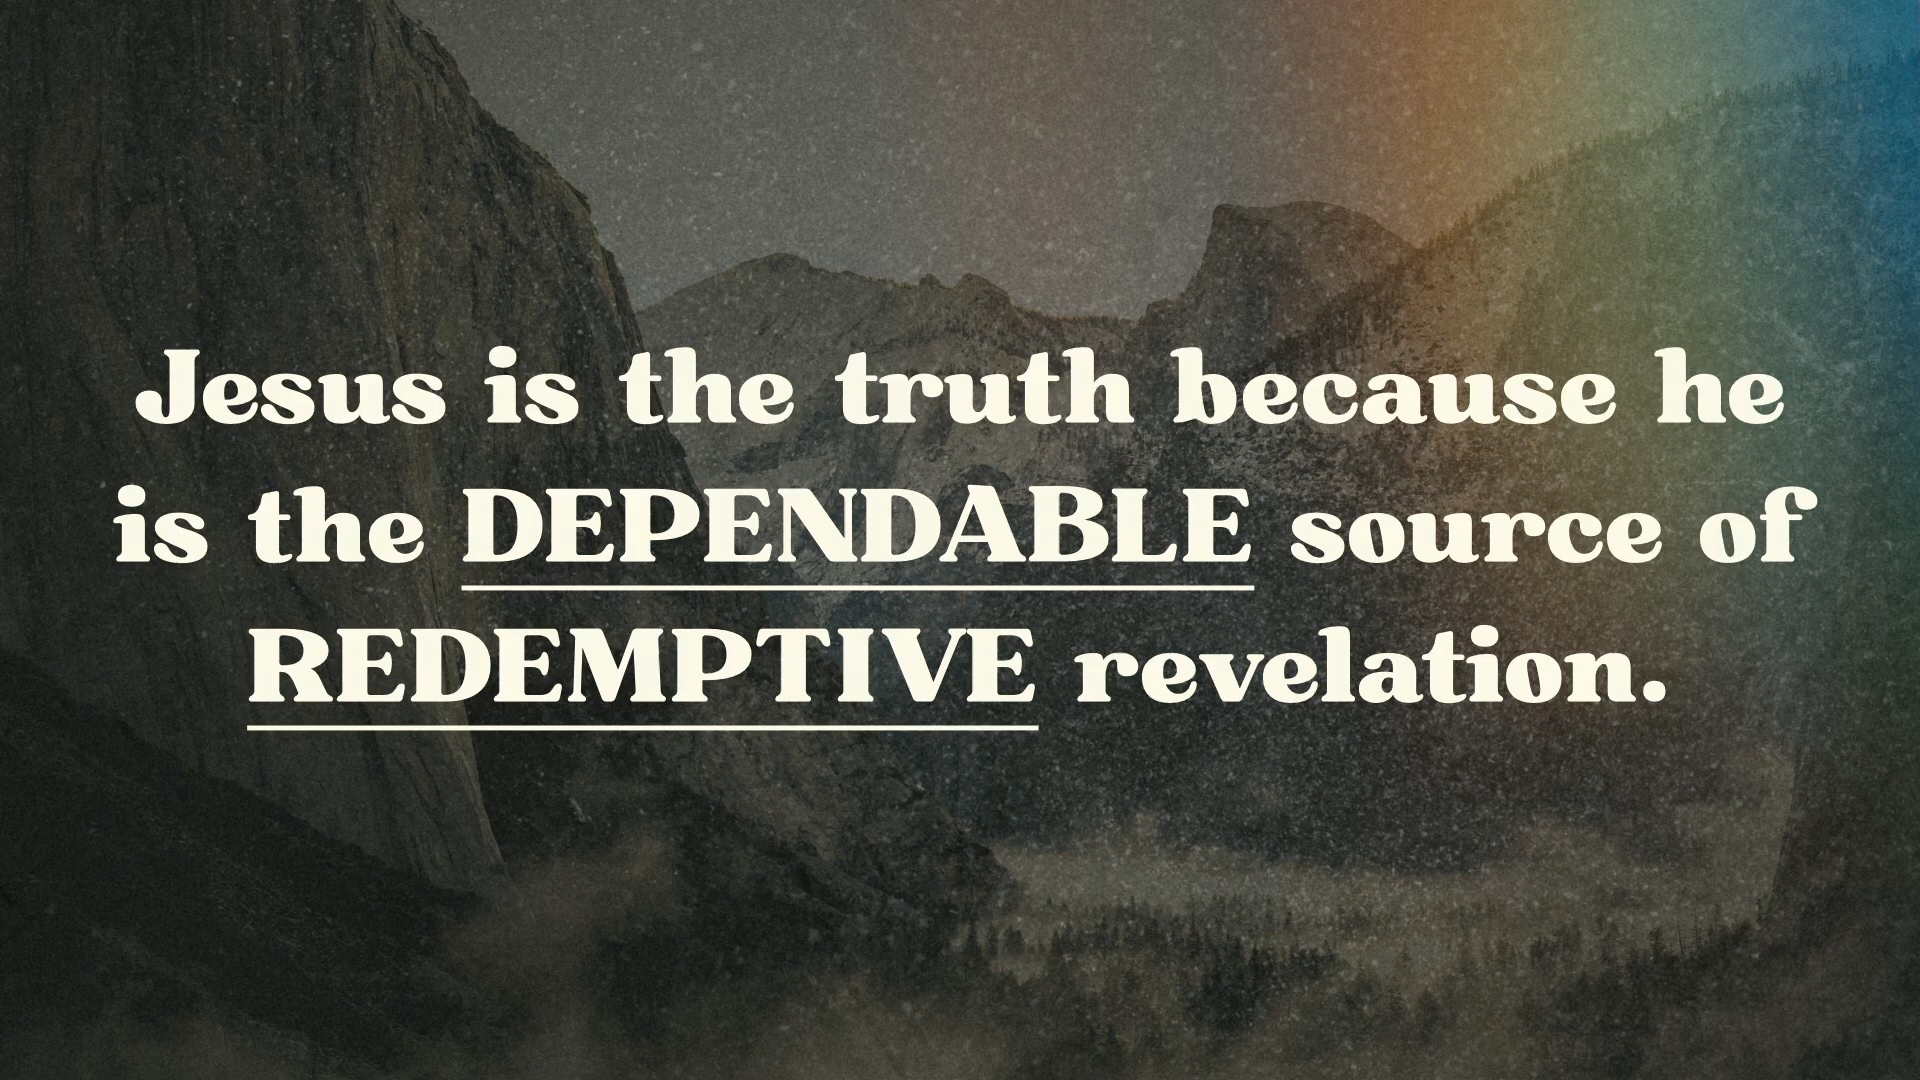 Jesus is the truth because he
is the DEPENDABLE source of
REDEMPTIVE revelation.